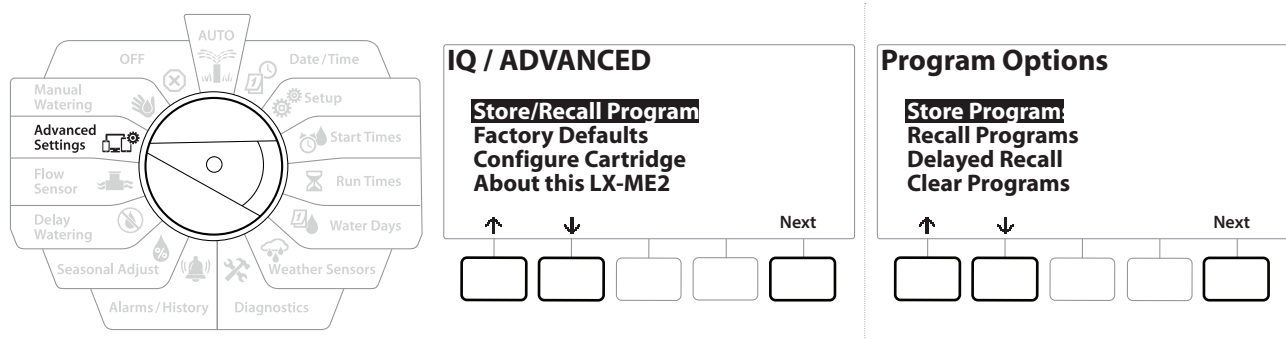 AUTO
OFF
Date/Time
Manual
Watering
Setup
Advanced
Settings
Start Times
Flow
Sensor
Run Times
Delay
Watering
Water Days
Seasonal Adjust
Weather Sensors
Alarms/History
Diagnostics
IQ / ADVANCED
Store/Recall Program
Factory Defaults
Configure Cartridge
About this LX-ME2
↑ ↓ Next
Program Options
Store Programs
Recall Programs
Delayed Recall
Clear Programs
↑ ↓ Next